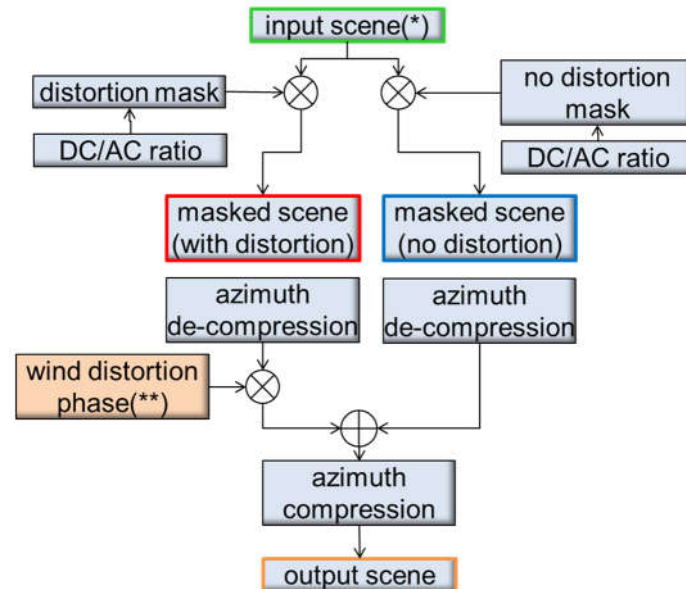 input scene(*)
distortion mask
no distortion
mask
DC/AC ratio
DC/AC ratio
masked scene
(with distortion)
masked scene
(no distortion)
azimuth
de-compression
azimuth
de-compression
wind distortion
phase(**)
azimuth
compression
output scene